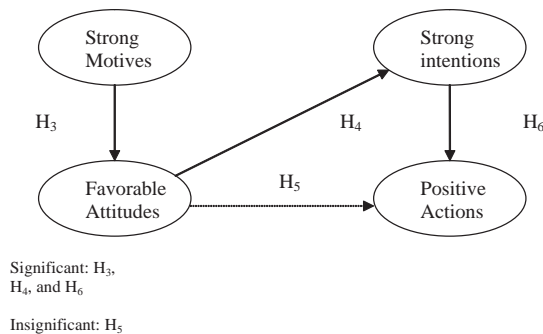 Strong
Motives
Strong
intentions
H₃
H₄
H₆
Favorable
Attitudes
H₅
Positive
Actions
Significant: H₃,
H₄, and H₆
Insignificant: H₅